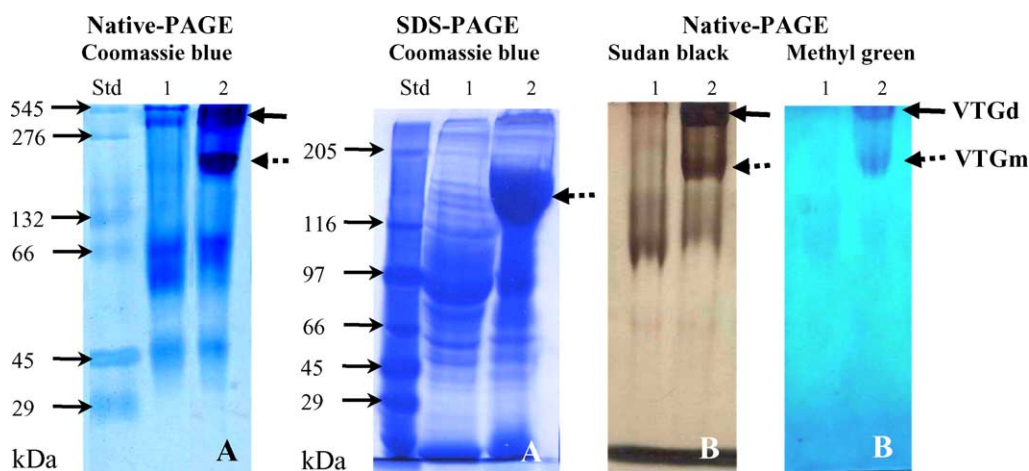 Native-PAGE
Coomassie blue
Std 1 2
545
276
132
66
45
29
kDa
A
SDS-PAGE
Coomassie blue
Std 1 2
205
116
97
66
45
29
kDa
A
Native-PAGE
Sudan black Methyl green
1 2 1 2
VTGd
VTGm
B B